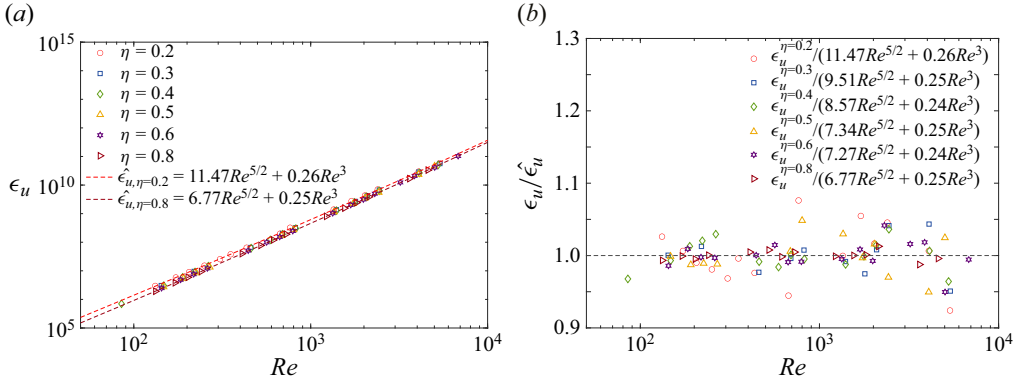 (a)
10^15
10^10
10^5
ϵ_u
η = 0.2
η = 0.3
η = 0.4
η = 0.5
η = 0.6
η = 0.8
ϵ̂_{u,η=0.2} = 11.47Re^{5/2} + 0.26Re^3
ϵ̂_{u,η=0.8} = 6.77Re^{5/2} + 0.25Re^3
10^2
10^3
10^4
Re
(b)
1.3
1.2
1.1
1.0
0.9
ϵ_u/ϵ̂_u
ϵ_u^{η=0.2}/(11.47Re^{5/2} + 0.26Re^3)
ϵ_u^{η=0.3}/(9.51Re^{5/2} + 0.25Re^3)
ϵ_u^{η=0.4}/(8.57Re^{5/2} + 0.24Re^3)
ϵ_u^{η=0.5}/(7.34Re^{5/2} + 0.25Re^3)
ϵ_u^{η=0.6}/(7.27Re^{5/2} + 0.24Re^3)
ϵ_u^{η=0.8}/(6.77Re^{5/2} + 0.25Re^3)
10^2
10^3
10^4
Re